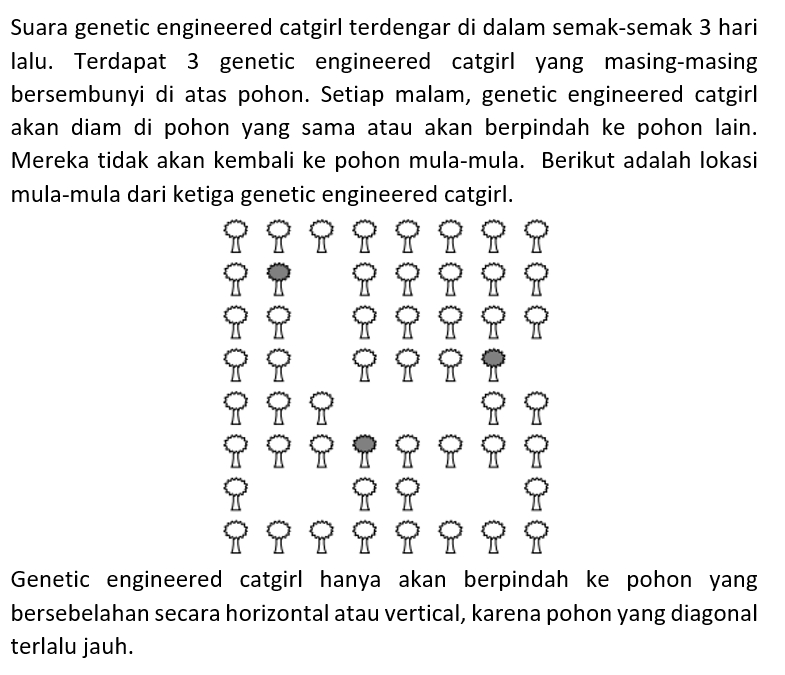 Suara genetic engineered catgirl terdengar di dalam semak-semak 3 hari
lalu. Terdapat 3 genetic engineered catgirl yang masing-masing
bersembunyi di atas pohon. Setiap malam, genetic engineered catgirl
akan diam di pohon yang sama atau akan berpindah ke pohon lain.
Mereka tidak akan kembali ke pohon mula-mula. Berikut adalah lokasi
mula-mula dari ketiga genetic engineered catgirl.
Genetic engineered catgirl hanya akan berpindah ke pohon yang
bersebelahan secara horizontal atau vertical, karena pohon yang diagonal
terlalu jauh.